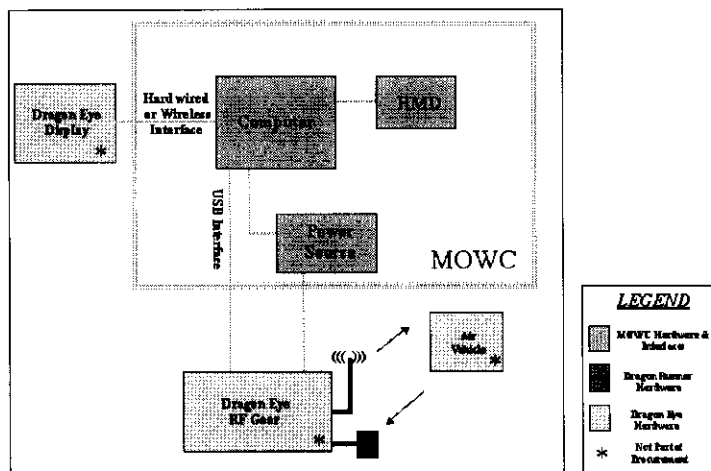 Dragon Eye
Display
*
Hard wired
or Wireless
Interface
Computer
HMD
USB Interface
Power
Source
MOWC
Air
Vehicle
*
Dragon Eye
RF Gear
*
LEGEND
MOWC Hardware &
Interfaces
Dragon Runner
Hardware
Dragon Eye
Hardware
*
Not Part of
Procurement